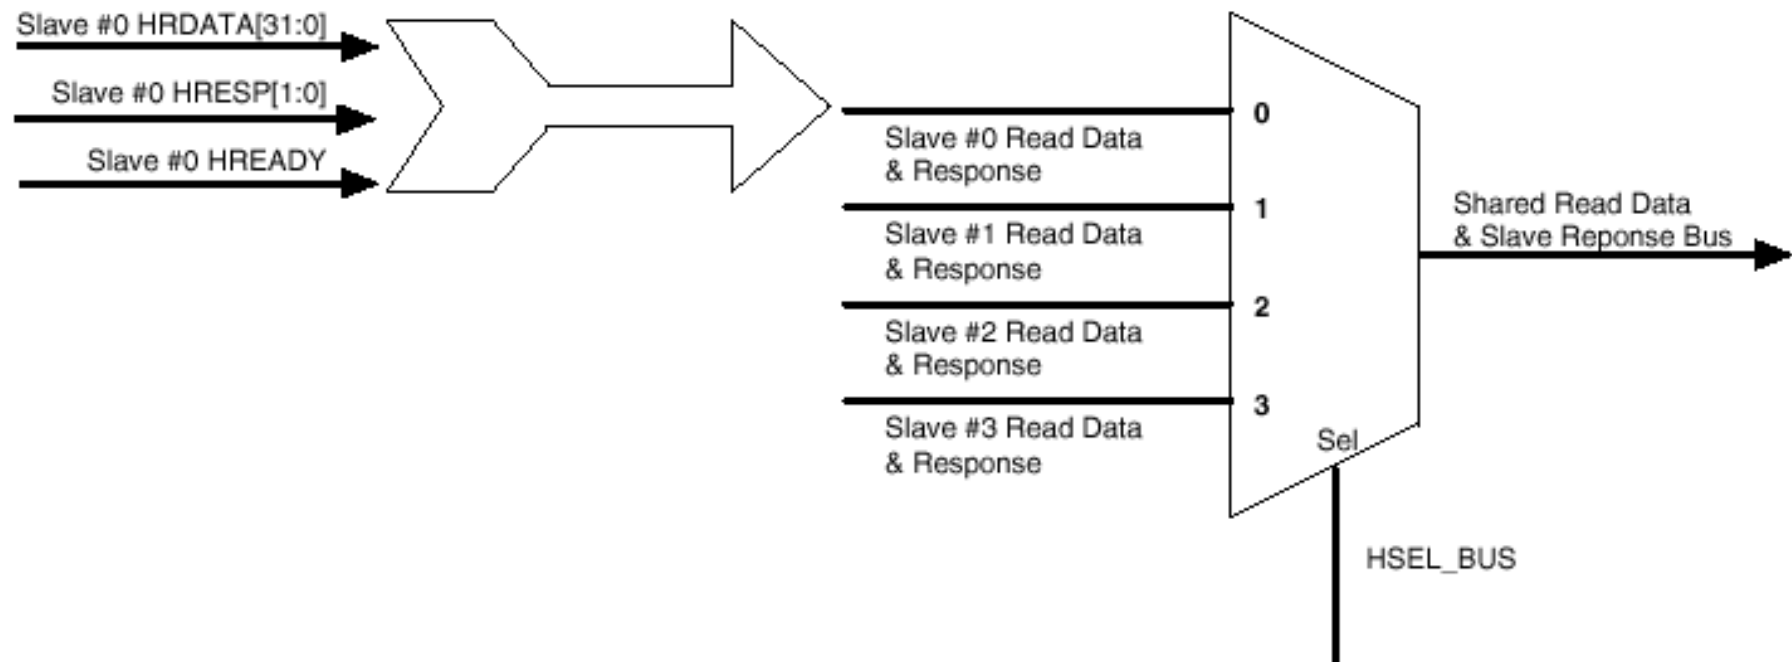 Slave #0 HRDATA[31:0]
Slave #0 HRESP[1:0]
Slave #0 HREADY
0
Slave #0 Read Data
& Response
1
Slave #1 Read Data
& Response
2
Slave #2 Read Data
& Response
3
Slave #3 Read Data
& Response
Sel
Shared Read Data
& Slave Reponse Bus
HSEL_BUS